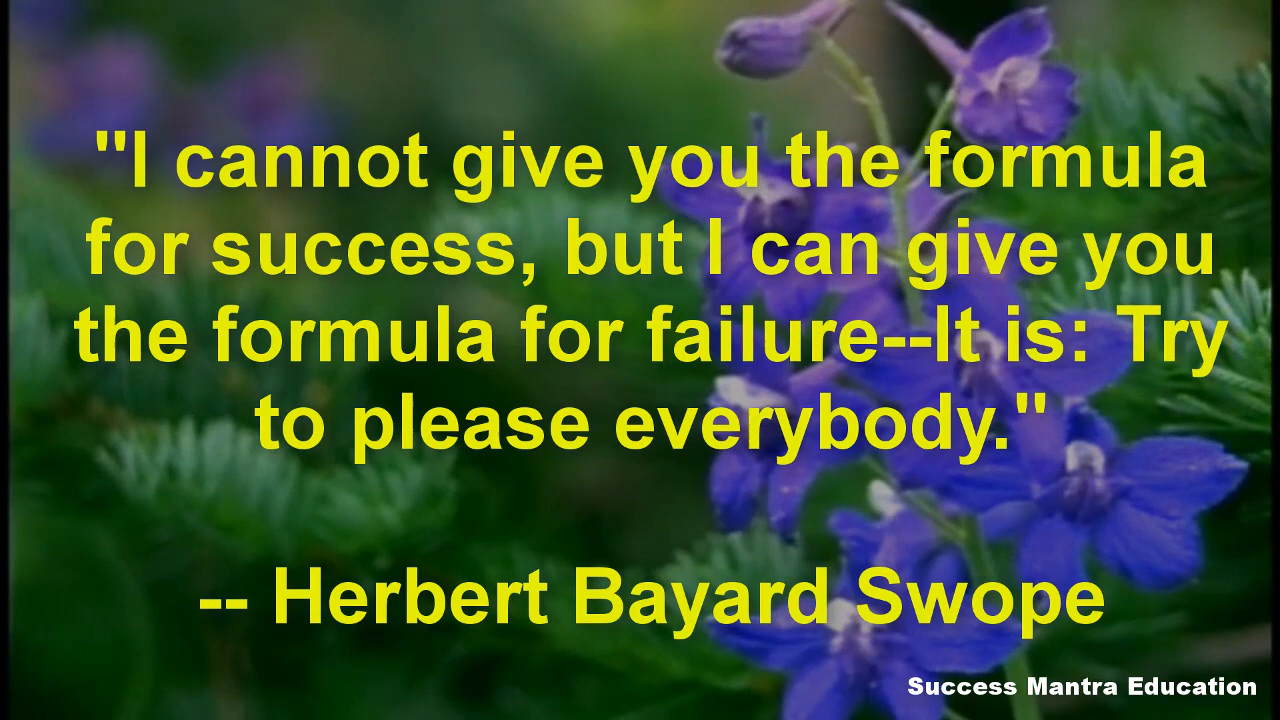 "I cannot give you the formula
for success, but I can give you
the formula for failure--It is: Try
to please everybody."
-- Herbert Bayard Swope
Success Mantra Education